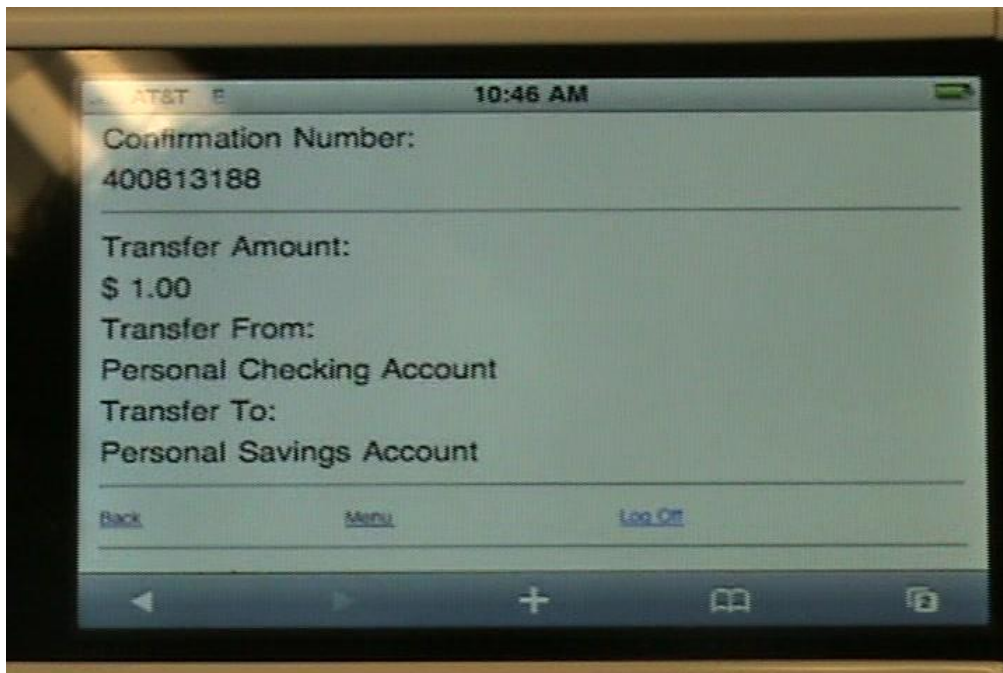 AT&T E 10:46 AM
Confirmation Number:
400813188
Transfer Amount:
$ 1.00
Transfer From:
Personal Checking Account
Transfer To:
Personal Savings Account
Back Menu Log Off
2